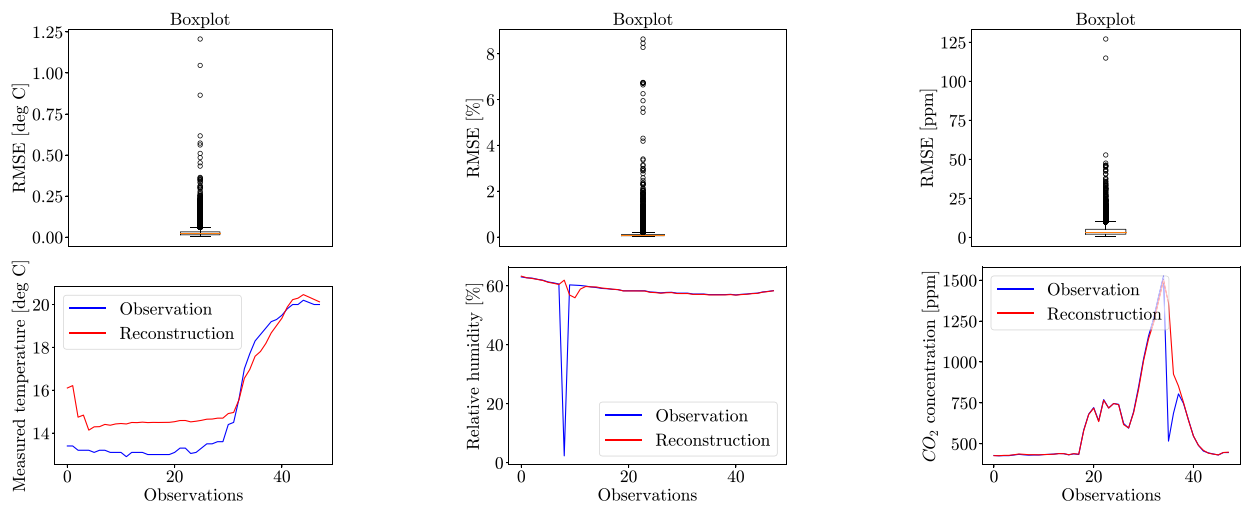 Boxplot
RMSE [deg C]
1.25
1.00
0.75
0.50
0.25
0.00
Boxplot
RMSE [%]
8
6
4
2
0
Boxplot
RMSE [ppm]
125
100
75
50
25
0
Measured temperature [deg C]
20
18
16
14
Observation
Reconstruction
0
20
40
Observations
Relative humidity [%]
60
40
20
0
Observation
Reconstruction
0
20
40
Observations
CO2 concentration [ppm]
1500
1250
1000
750
500
Observation
Reconstruction
0
20
40
Observations